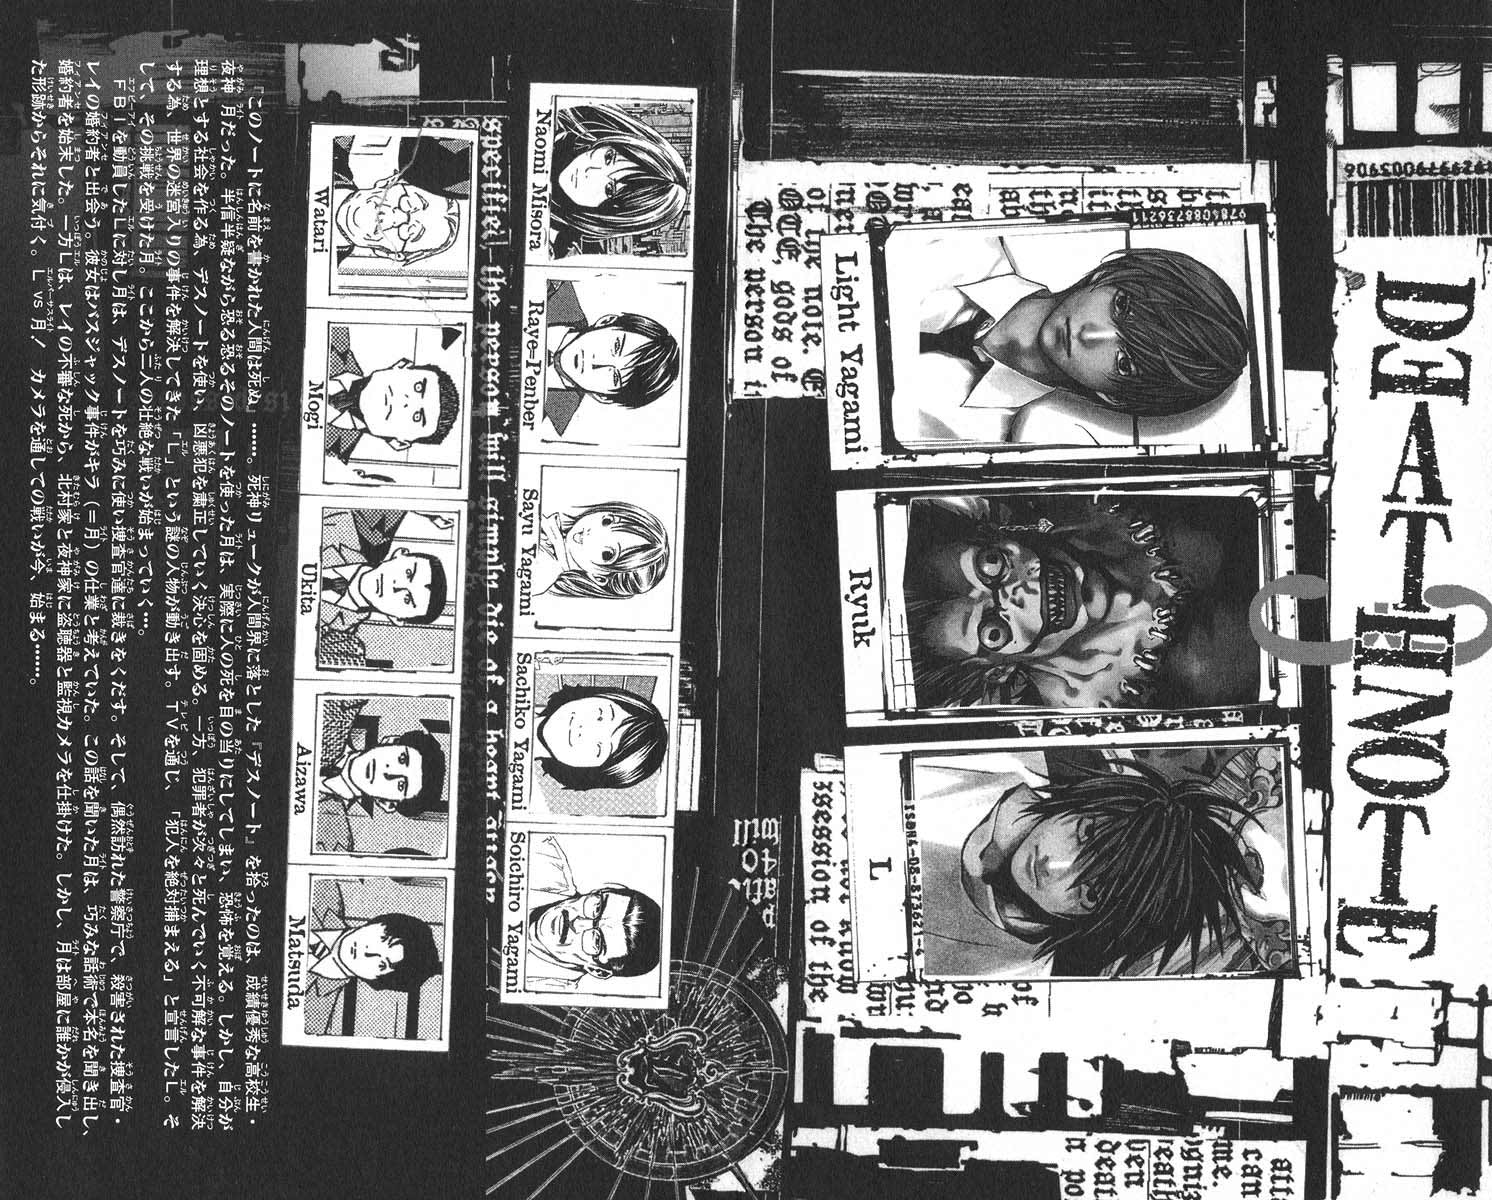 DEATH NOTE
9784088736211
Light Yagami
Ryuk
L
of the note.
gods of
The person
session of the
Naomi Misora
Raye=Penber
Sayu Yagami
Sachiko Yagami
Soichiro Yagami
specified, the person will simply die of a heart attack
Watari
Mogi
Ukita
Aizawa
Matsuda
『このノートに名前を書かれた人間は死ぬ……。死神リュークが人間界に落とした『デスノート』を拾ったのは、成績優秀な高校生・
夜神 月だった。半信半疑ながら恐る恐るそのノートを使った月は、実際に人の死を目の当りにしてしまい、恐怖を覚える。しかし、自分が
理想とする社会を作る為、デスノートを使い、凶悪犯を粛正していく決心を固める。一方、犯罪者が次々と死んでいく不可解な事件を解決
する為、世界の迷宮入りの事件を解決してきた「L」という謎の人物が動き出す。TVを通じ、「犯人を絶対捕まえる」と宣言したL。そ
して、その挑戦を受けた月。ここから二人の壮絶な戦いが始まっていく…。
FBIを動員したLに対し月は、デスノートを巧みに使い捜査官達に裁きをくだす。そして、偶然訪れた警察庁で、殺害された捜査官・
レイの婚約者と出会う。彼女はバスジャック事件がキラ(=月)の仕業と考えていた。この話を聞いた月は、巧みな話術で本名を聞き出し、
婚約者を始末した。一方Lは、レイの不審な死から、北村家と夜神家に盗聴器と監視カメラを仕掛けた。しかし、月は部屋に誰かが侵入し
た形跡からそれに気付く。L vs 月! カメラを通しての戦いが今、始まる……。